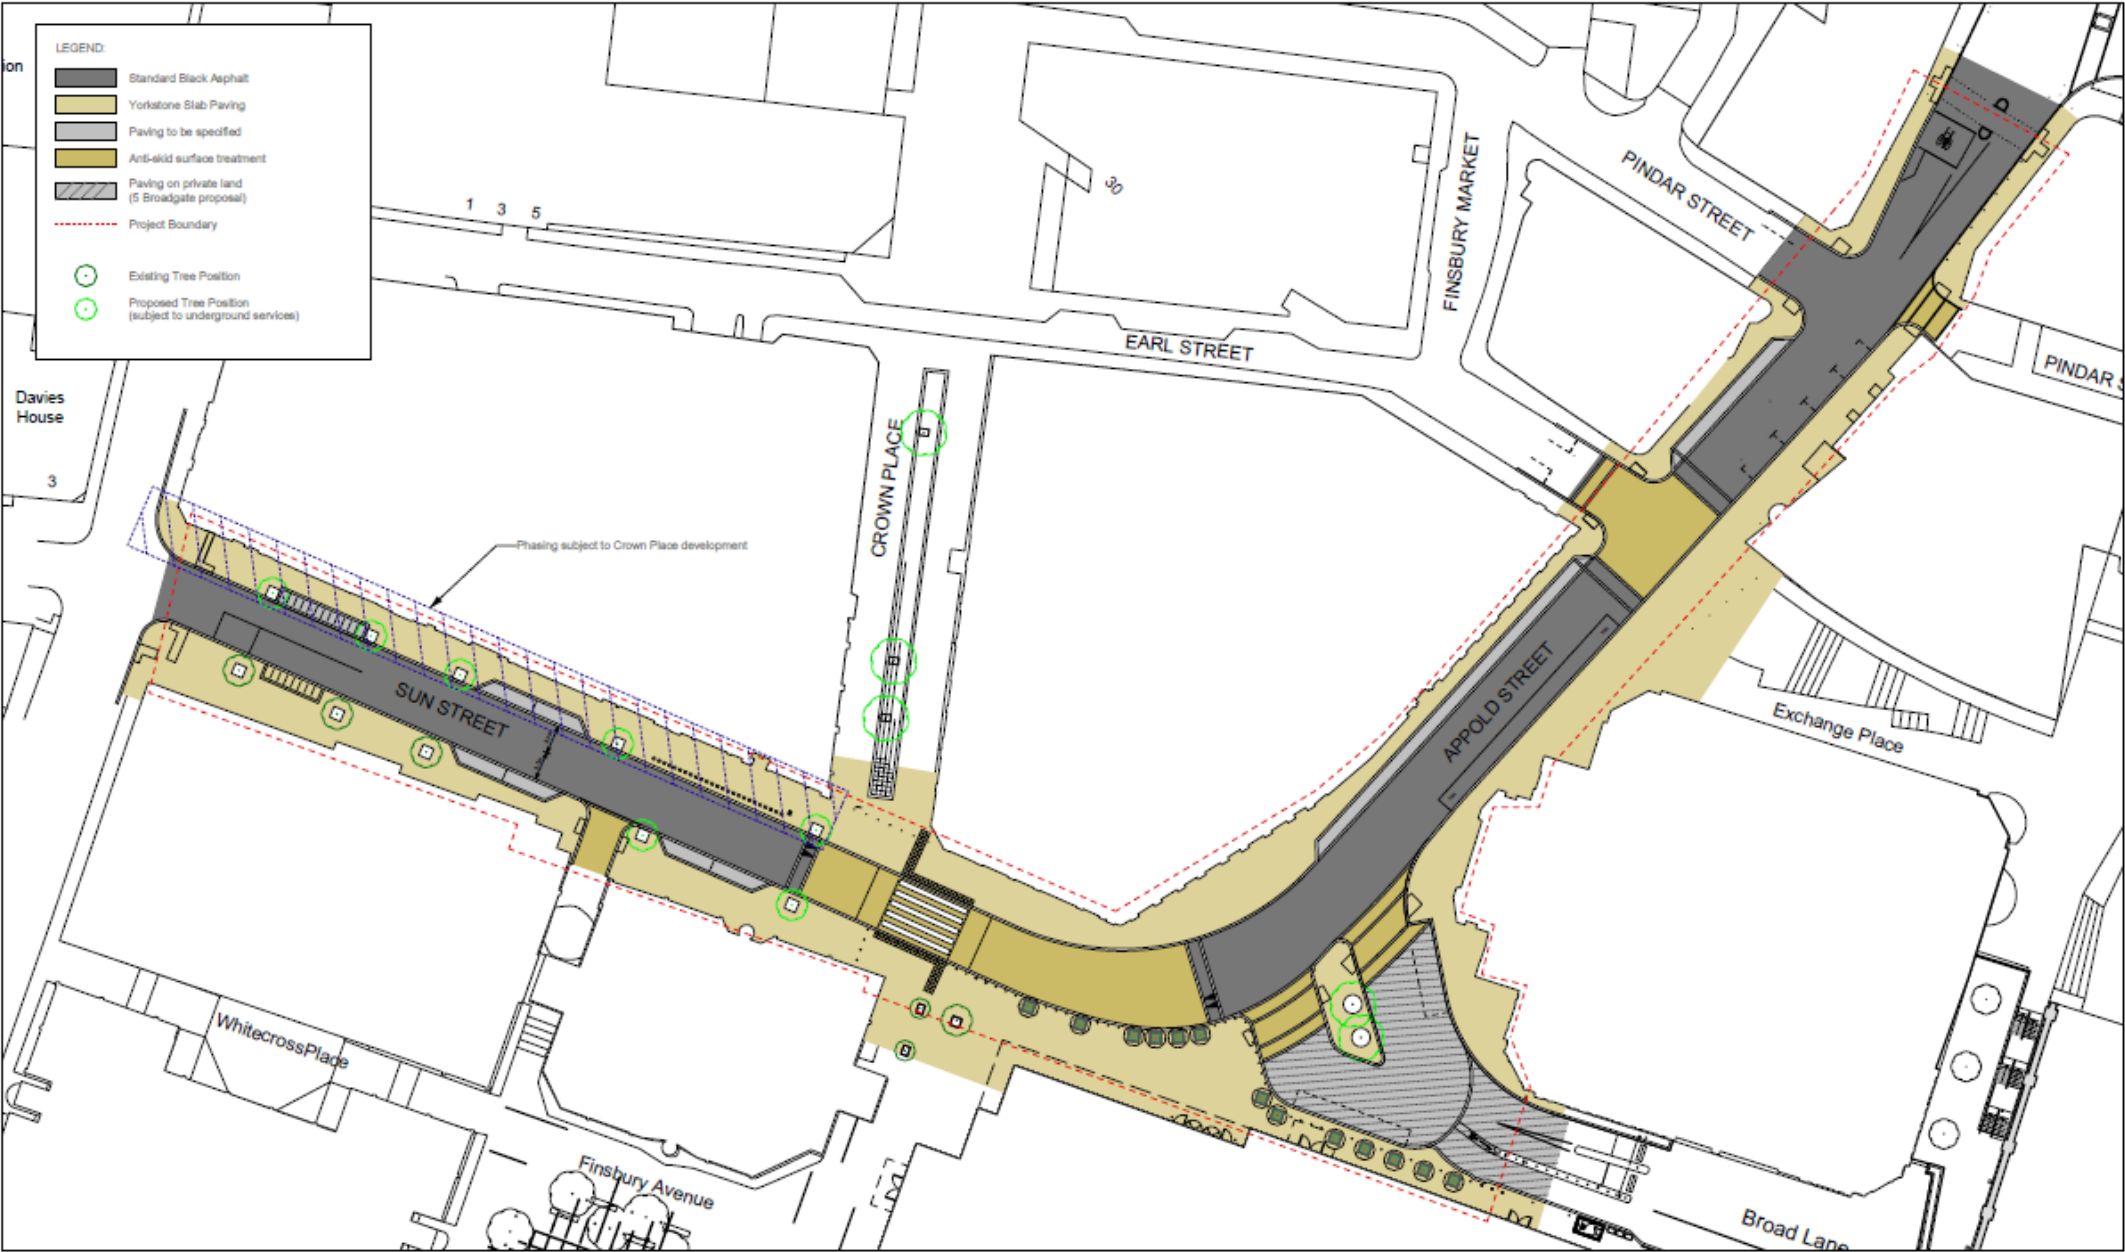 LEGEND:
Standard Black Asphalt
Yorkstone Slab Paving
Paving to be specified
Anti-skid surface treatment
Paving on private land
(5 Broadgate proposal)
Project Boundary
Existing Tree Position
Proposed Tree Position
(subject to underground services)
ion
Davies
House
3
1 3 5
30
FINSBURY MARKET
PINDAR STREET
EARL STREET
PINDAR S
CROWN PLACE
Phasing subject to Crown Place development
SUN STREET
APPOLD STREET
Exchange Place
WhitecrossPlace
Finsbury Avenue
Broad Lane